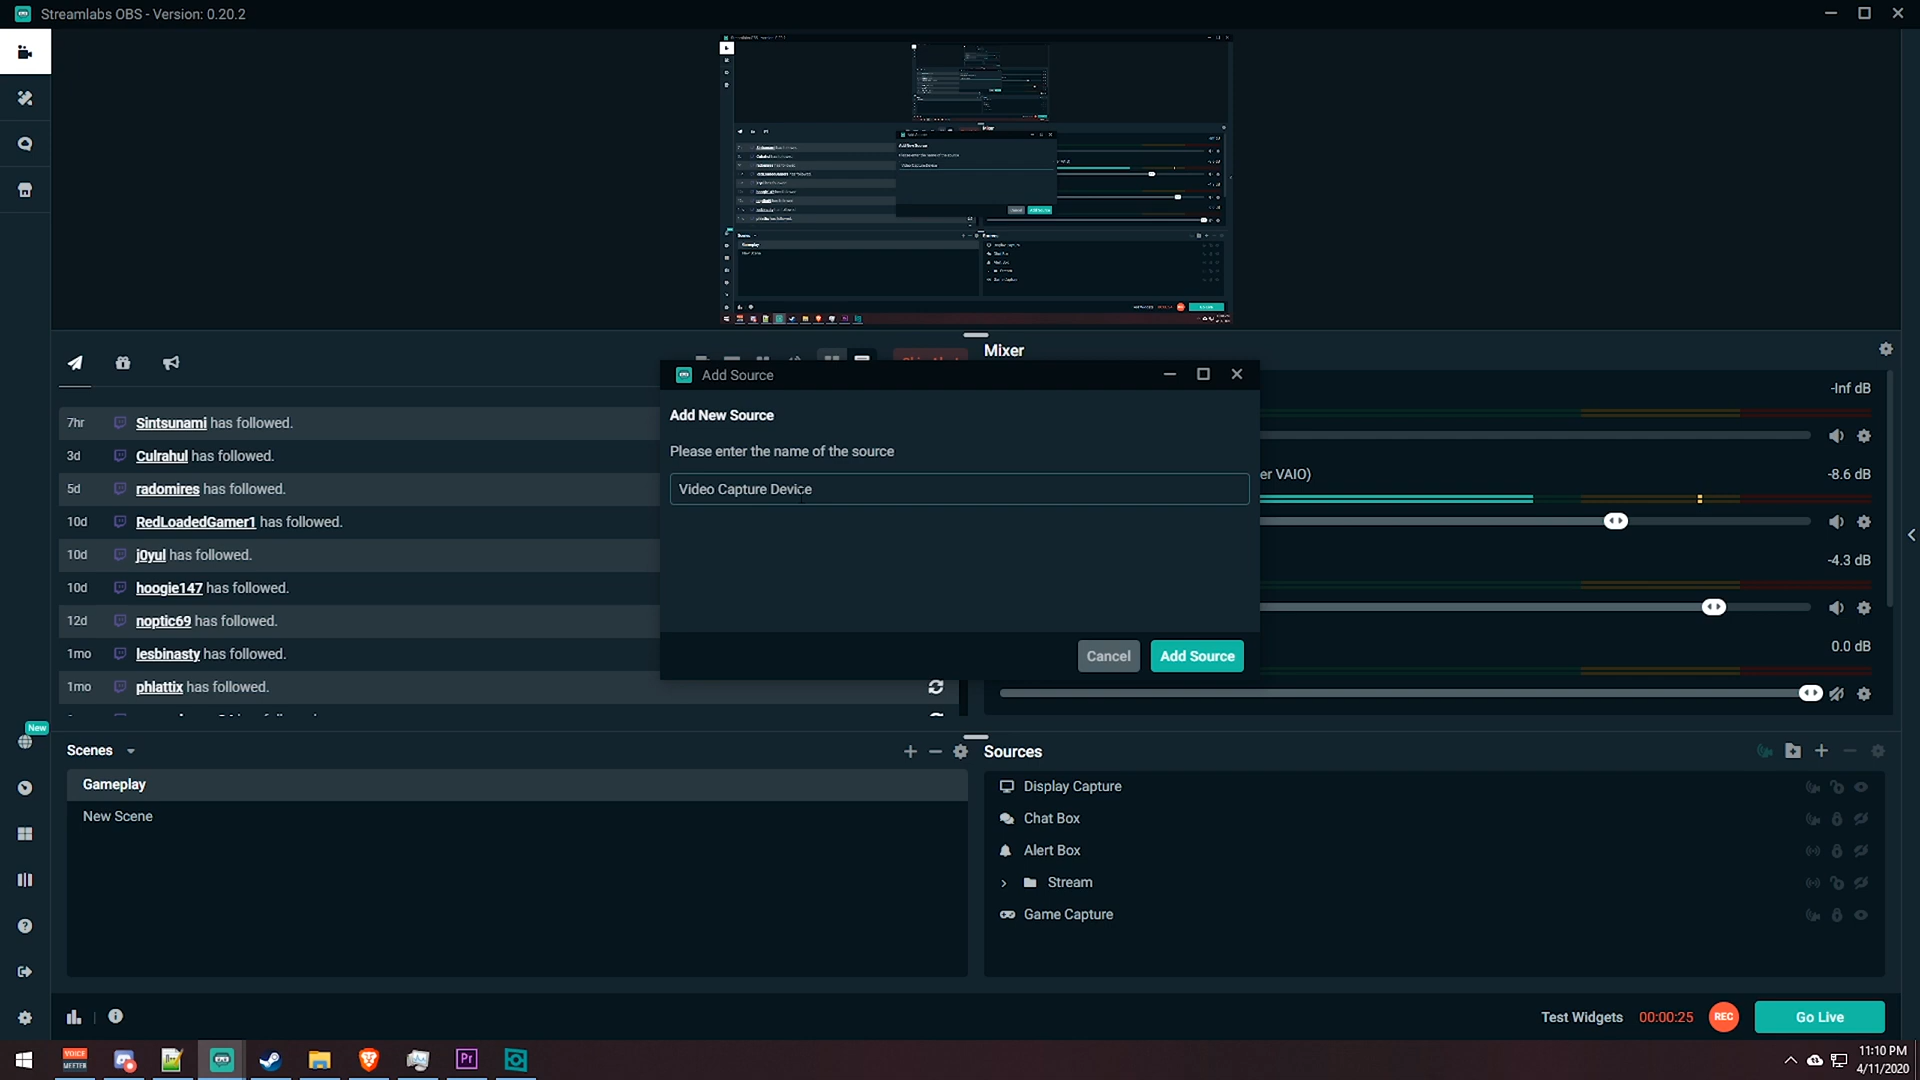 Streamlabs OBS - Version: 0.20.2
Mixer
-Inf dB
Add Source
Add New Source
Please enter the name of the source
Video Capture Device
Cancel
Add Source
er VAIO)
-8.6 dB
-4.3 dB
0.0 dB
7hr Sintsunami has followed.
3d Culrahul has followed.
5d radomires has followed.
10d RedLoadedGamer1 has followed.
10d j0yul has followed.
10d hoogie147 has followed.
12d noptic69 has followed.
1mo lesbinasty has followed.
1mo phlattix has followed.
New
Scenes
Gameplay
New Scene
Sources
Display Capture
Chat Box
Alert Box
Stream
Game Capture
Test Widgets 00:00:25 REC Go Live
VOICE
MEETER
Pr
11:10 PM
4/11/2020